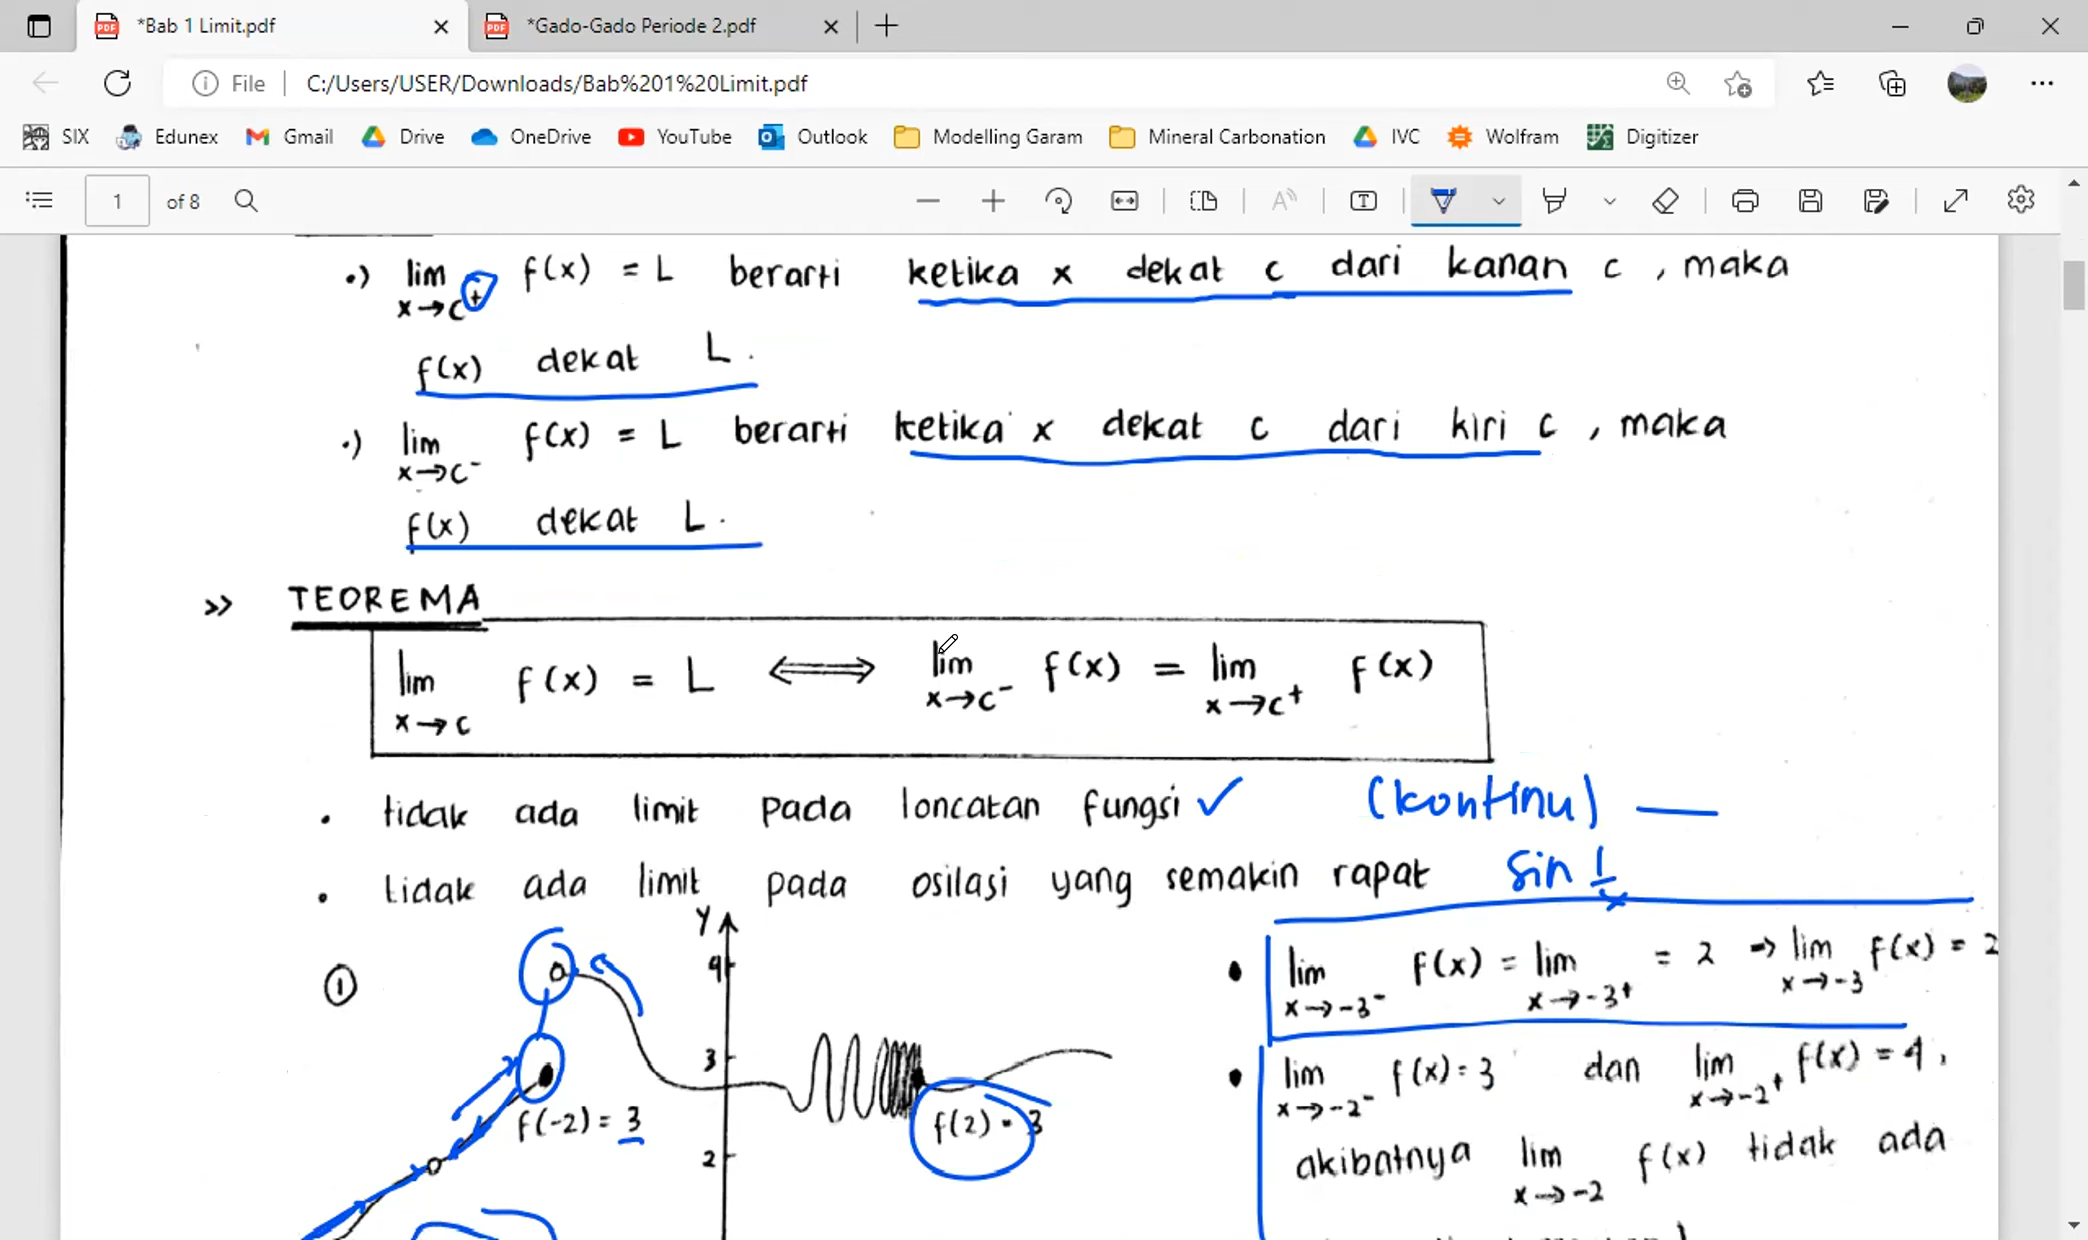 *Bab 1 Limit.pdf
*Gado-Gado Periode 2.pdf
File
C:/Users/USER/Downloads/Bab%201%20Limit.pdf
SIX Edunex Gmail Drive OneDrive YouTube Outlook Modelling Garam Mineral Carbonation IVC Wolfram Digitizer
1 of 8
•) lim x→c⁺ f(x) = L berarti ketika x dekat c dari kanan c, maka
f(x) dekat L.
•) lim x→c⁻ f(x) = L berarti ketika x dekat c dari kiri c, maka
f(x) dekat L.
>> TEOREMA
lim x→c f(x) = L ⟺ lim x→c⁻ f(x) = lim x→c⁺ f(x)
• tidak ada limit pada loncatan fungsi ✓ (kontinu) —
• tidak ada limit pada osilasi yang semakin rapat sin 1/x
①
Y
4
3
2
f(-2) = 3
f(2) = 3
• lim x→-3⁻ f(x) = lim x→-3⁺ = 2 → lim x→-3 f(x) = 2
• lim x→-2⁻ f(x) = 3 dan lim x→-2⁺ f(x) = 4,
akibatnya lim x→-2 f(x) tidak ada